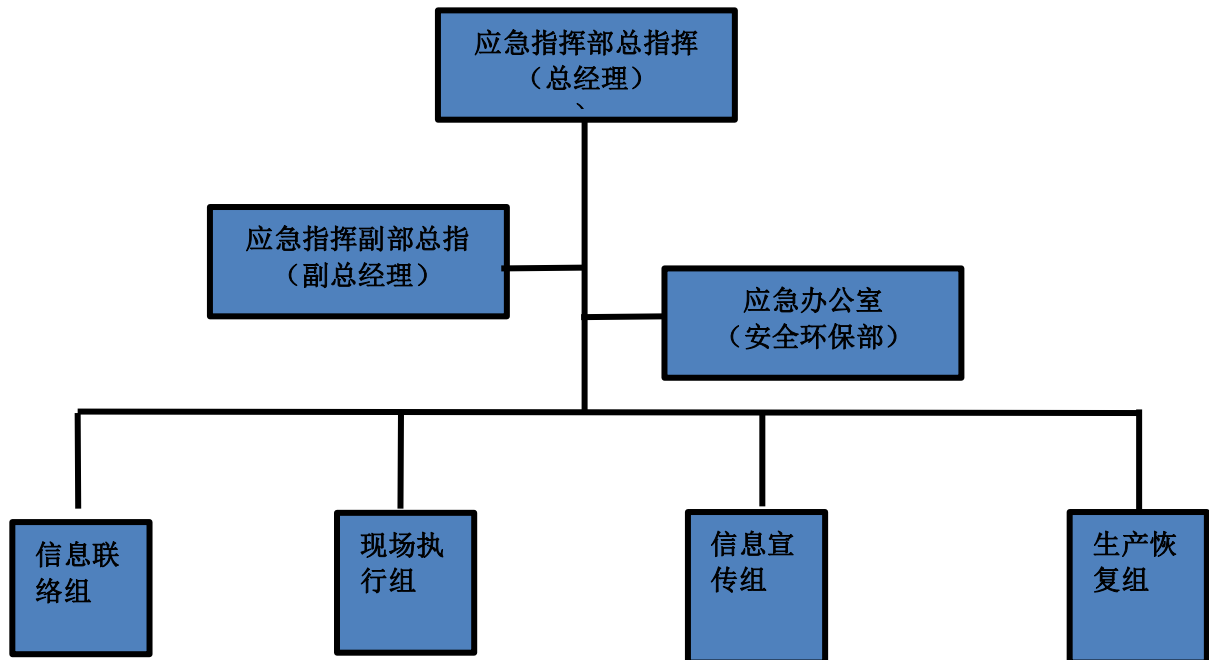 应急指挥部总指挥
（总经理）
、
应急指挥副部总指
（副总经理）
应急办公室
（安全环保部）
信息联
络组
现场执
行组
信息宣
传组
生产恢
复组